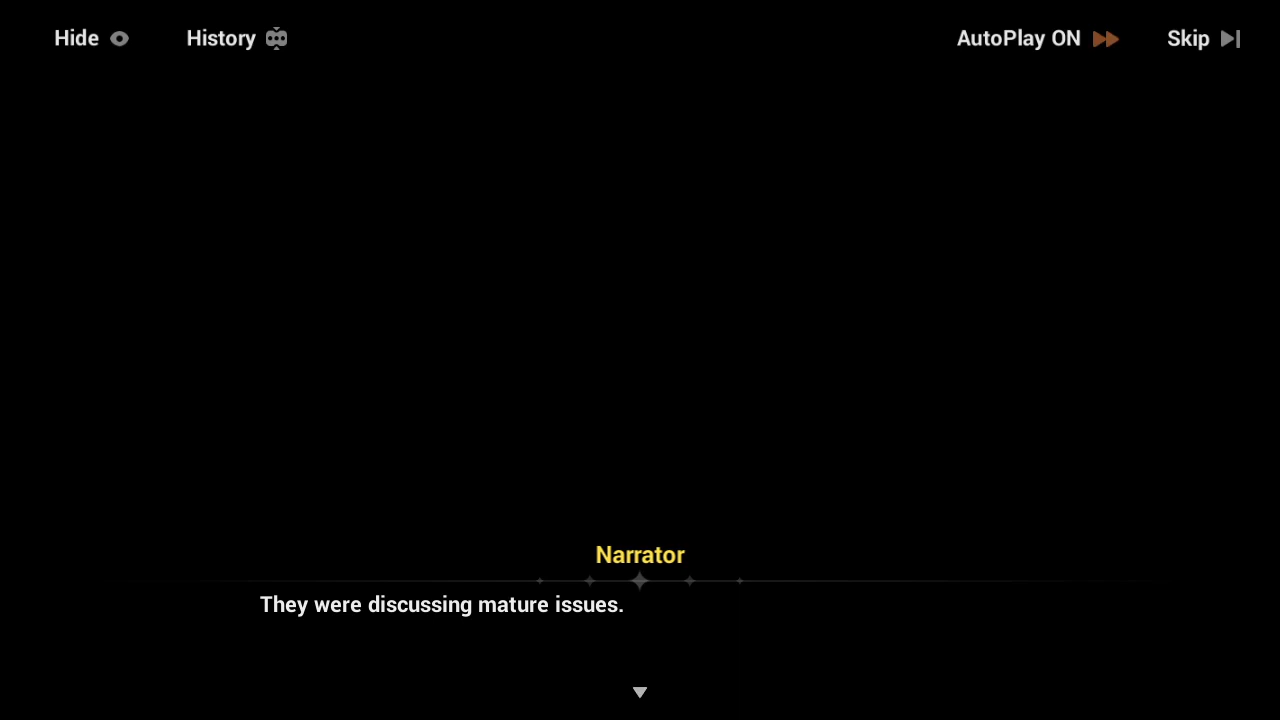 Hide
History
AutoPlay ON
Skip
Narrator
They were discussing mature issues.